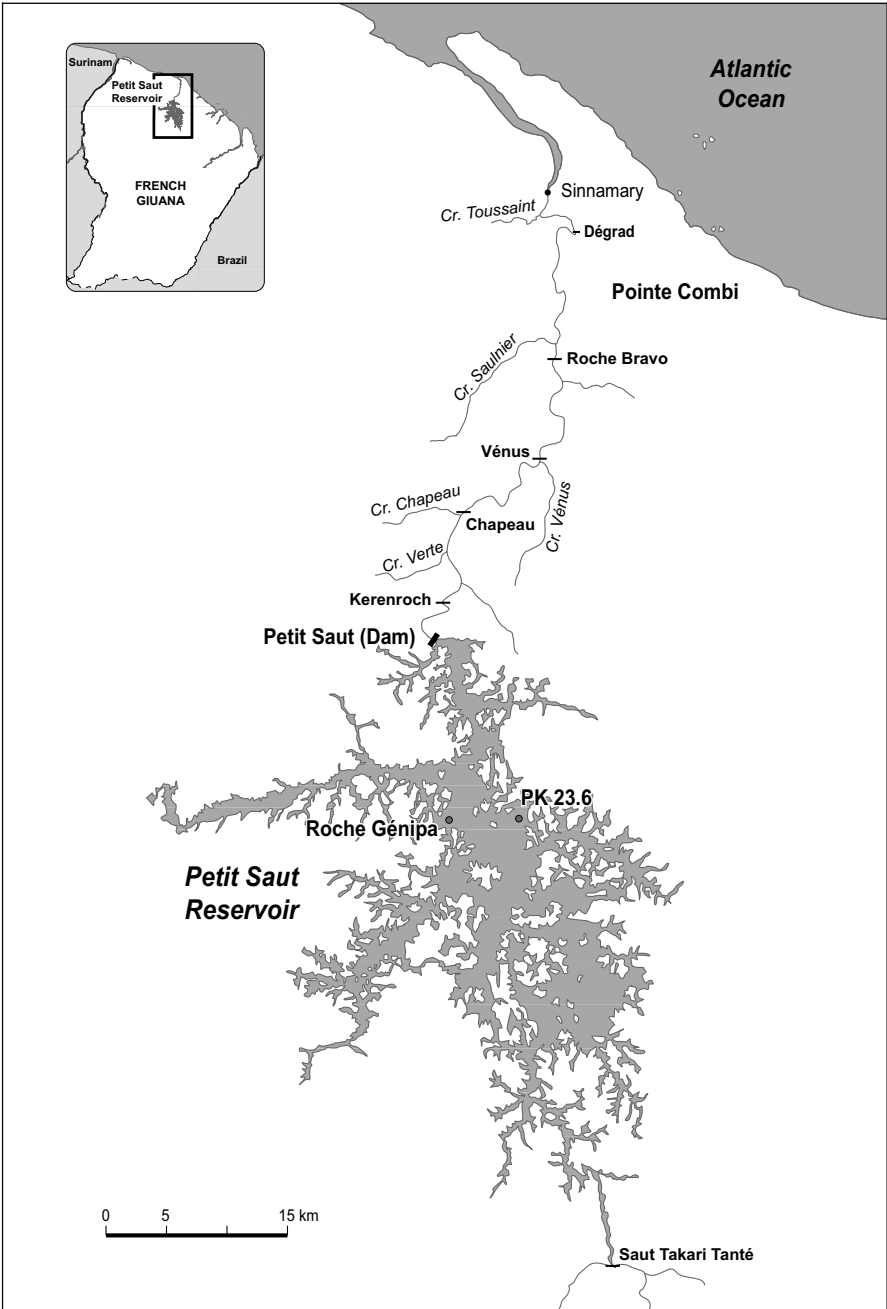 Surinam
Petit Saut
Reservoir
FRENCH
GIUANA
Brazil
Atlantic
Ocean
Sinnamary
Cr. Toussaint
Dégrad
Pointe Combi
Cr. Saulnier
Roche Bravo
Vénus
Cr. Chapeau
Chapeau
Cr. Vénus
Cr. Verte
Kerenroch
Petit Saut (Dam)
PK 23.6
Roche Génipa
Petit Saut
Reservoir
0 5 15 km
Saut Takari Tanté